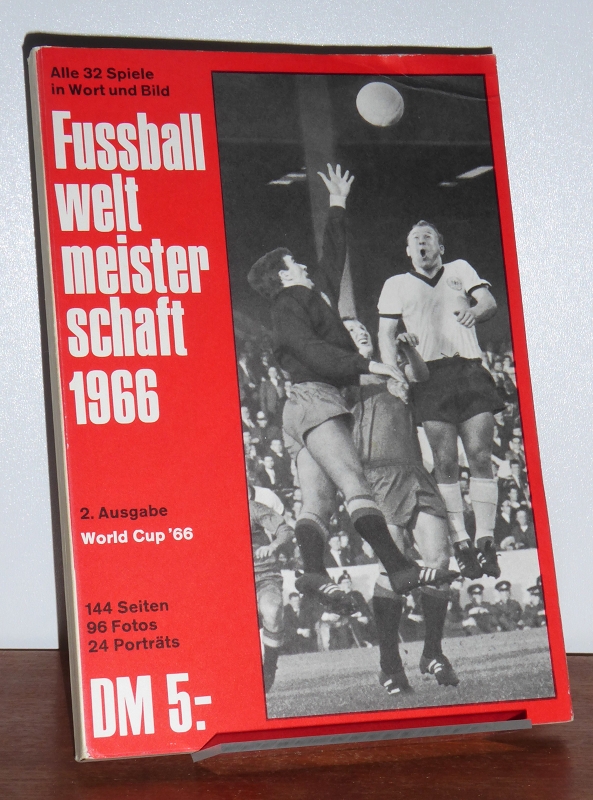 Alle 32 Spiele
in Wort und Bild
Fussball
welt
meister
schaft
1966
2. Ausgabe
World Cup '66
144 Seiten
96 Fotos
24 Porträts
DM 5:-